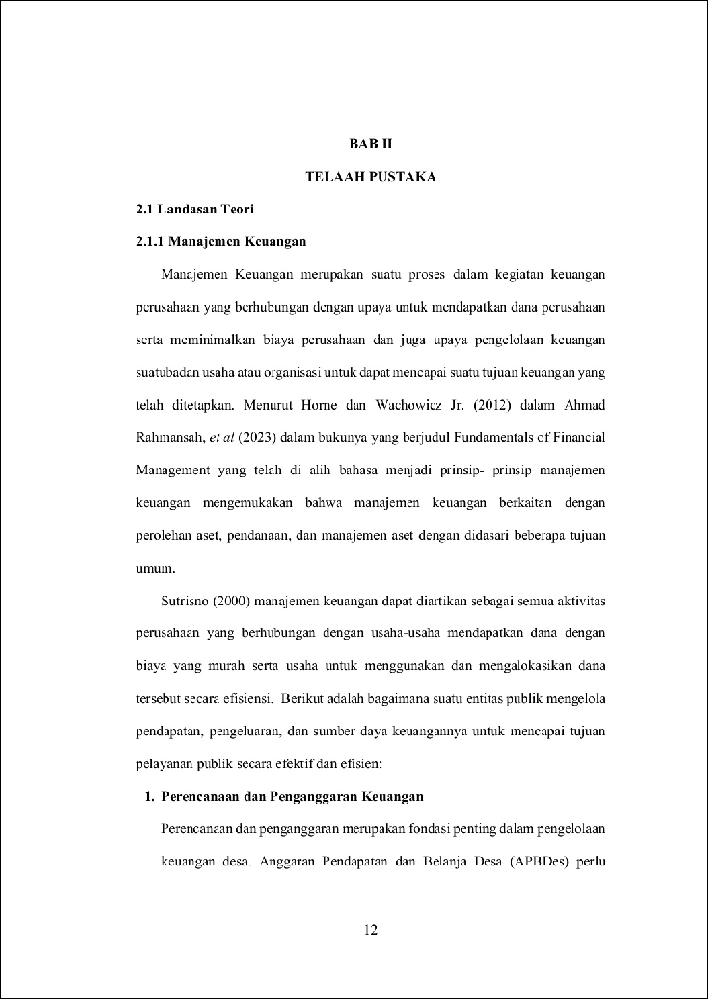 BAB II
TELAAH PUSTAKA
2.1 Landasan Teori
2.1.1 Manajemen Keuangan
Manajemen Keuangan merupakan suatu proses dalam kegiatan keuangan
perusahaan yang berhubungan dengan upaya untuk mendapatkan dana perusahaan
serta meminimalkan biaya perusahaan dan juga upaya pengelolaan keuangan
suatubadan usaha atau organisasi untuk dapat mencapai suatu tujuan keuangan yang
telah ditetapkan. Menurut Horne dan Wachowicz Jr. (2012) dalam Ahmad
Rahmansah, et al (2023) dalam bukunya yang berjudul Fundamentals of Financial
Management yang telah di alih bahasa menjadi prinsip- prinsip manajemen
keuangan mengemukakan bahwa manajemen keuangan berkaitan dengan
perolehan aset, pendanaan, dan manajemen aset dengan didasari beberapa tujuan
umum.
Sutrisno (2000) manajemen keuangan dapat diartikan sebagai semua aktivitas
perusahaan yang berhubungan dengan usaha-usaha mendapatkan dana dengan
biaya yang murah serta usaha untuk menggunakan dan mengalokasikan dana
tersebut secara efisiensi.  Berikut adalah bagaimana suatu entitas publik mengelola
pendapatan, pengeluaran, dan sumber daya keuangannya untuk mencapai tujuan
pelayanan publik secara efektif dan efisien:
1. Perencanaan dan Penganggaran Keuangan
Perencanaan dan penganggaran merupakan fondasi penting dalam pengelolaan
keuangan desa. Anggaran Pendapatan dan Belanja Desa (APBDes) perlu
12